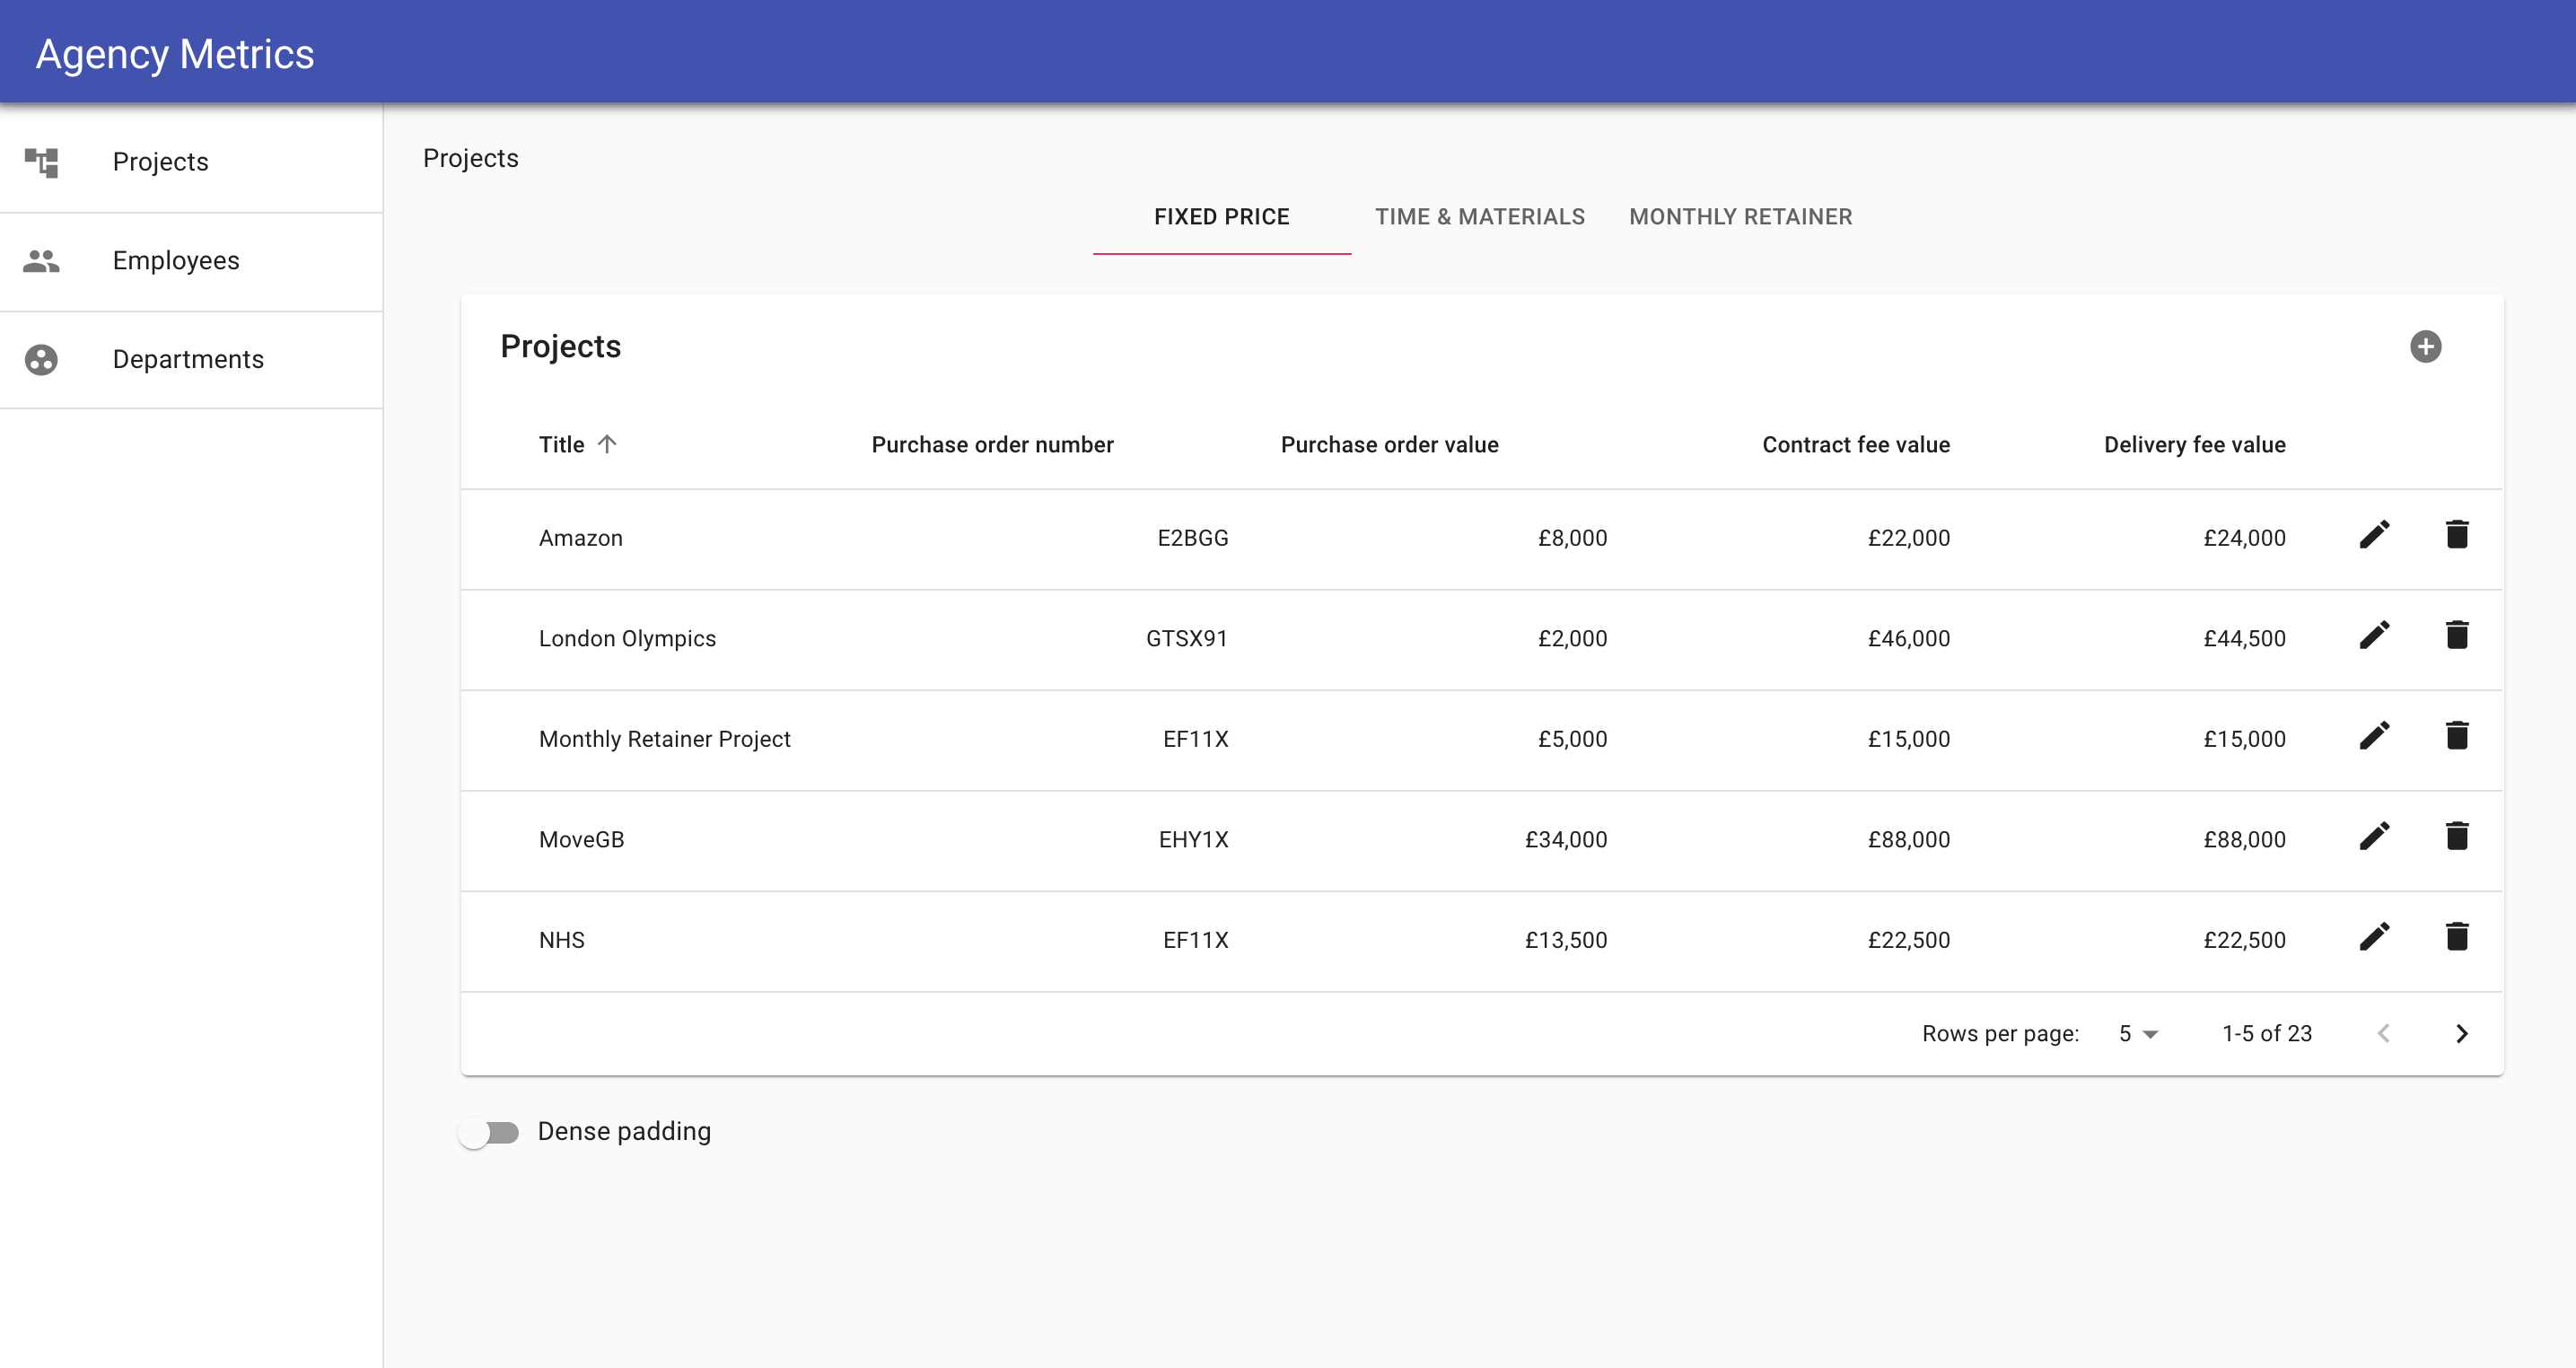 Agency Metrics
Projects
Employees
Departments
Projects
FIXED PRICE TIME & MATERIALS MONTHLY RETAINER
Projects
Title Purchase order number Purchase order value Contract fee value Delivery fee value
Amazon E2BGG £8,000 £22,000 £24,000
London Olympics GTSX91 £2,000 £46,000 £44,500
Monthly Retainer Project EF11X £5,000 £15,000 £15,000
MoveGB EHY1X £34,000 £88,000 £88,000
NHS EF11X £13,500 £22,500 £22,500
Rows per page: 5 1-5 of 23
Dense padding